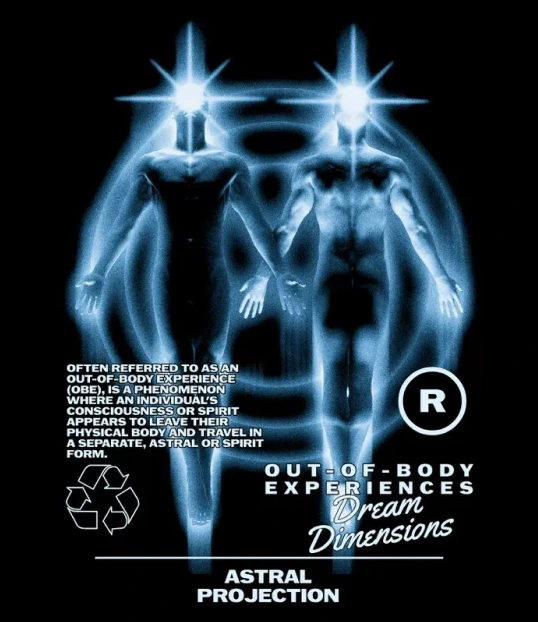 OFTEN REFERRED TO AS AN
OUT-OF-BODY EXPERIENCE
(OBE), IS A PHENOMENON
WHERE AN INDIVIDUAL'S
CONSCIOUSNESS OR SPIRIT
APPEARS TO LEAVE THEIR
PHYSICAL BODY AND TRAVEL IN
A SEPARATE, ASTRAL OR SPIRIT
FORM.
R
OUT-OF-BODY
EXPERIENCES
Dream
Dimensions
ASTRAL
PROJECTION